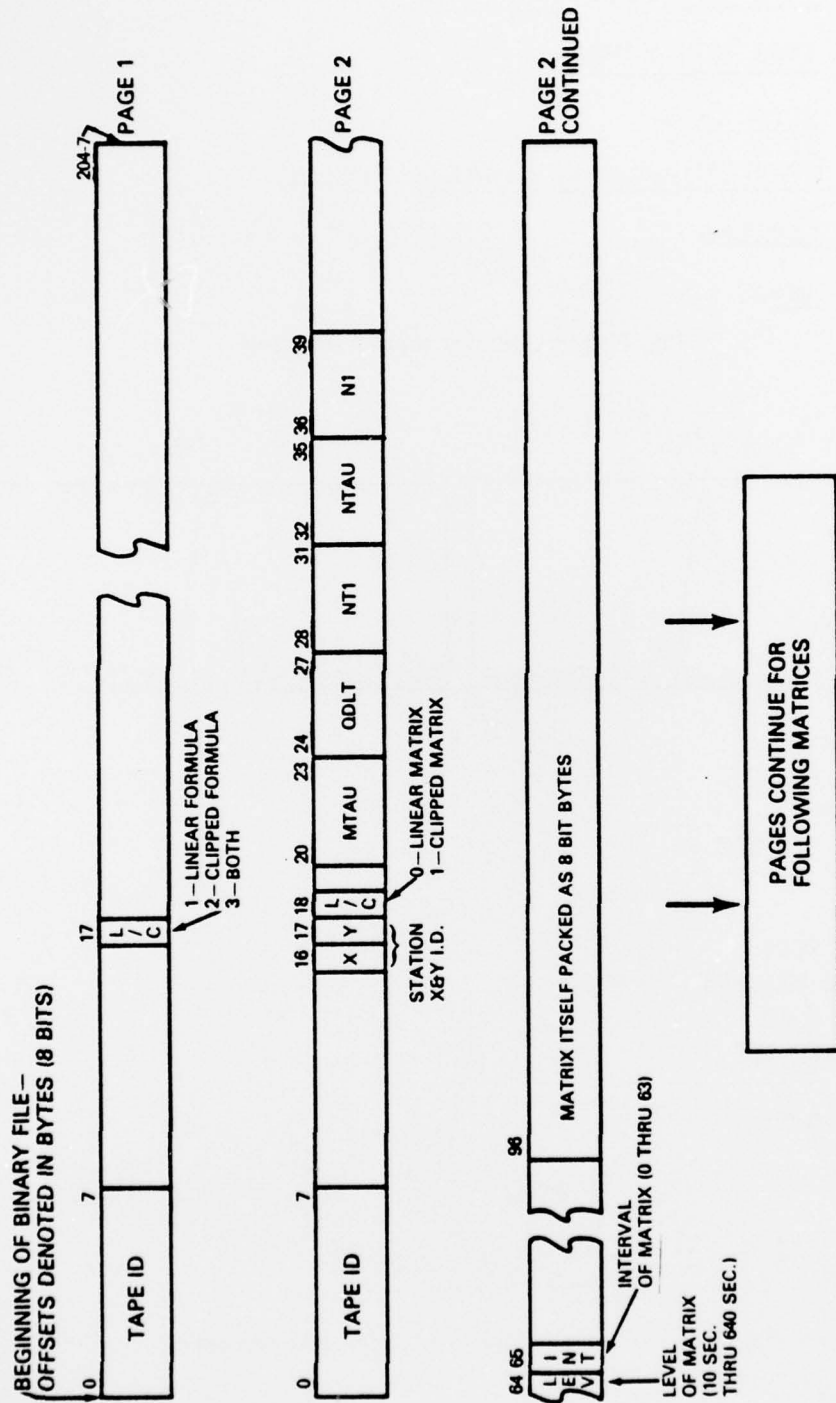 BEGINNING OF BINARY FILE—
OFFSETS DENOTED IN BYTES (8 BITS)
0 7 17 204-7
TAPE ID L/C PAGE 1
1—LINEAR FORMULA
2—CLIPPED FORMULA
3—BOTH
0 7 16 17 18 20 23 24 27 28 31 32 35 36 39
TAPE ID X Y L/C MTAU QDLT NT1 NTAU N1 PAGE 2
STATION
X&Y I.D.
0—LINEAR MATRIX
1—CLIPPED MATRIX
64 65 96
LEV INT MATRIX ITSELF PACKED AS 8 BIT BYTES
PAGE 2
CONTINUED
LEVEL
OF MATRIX
(10 SEC.
THRU 640 SEC.)
INTERVAL
OF MATRIX (0 THRU 63)
PAGES CONTINUE FOR
FOLLOWING MATRICES